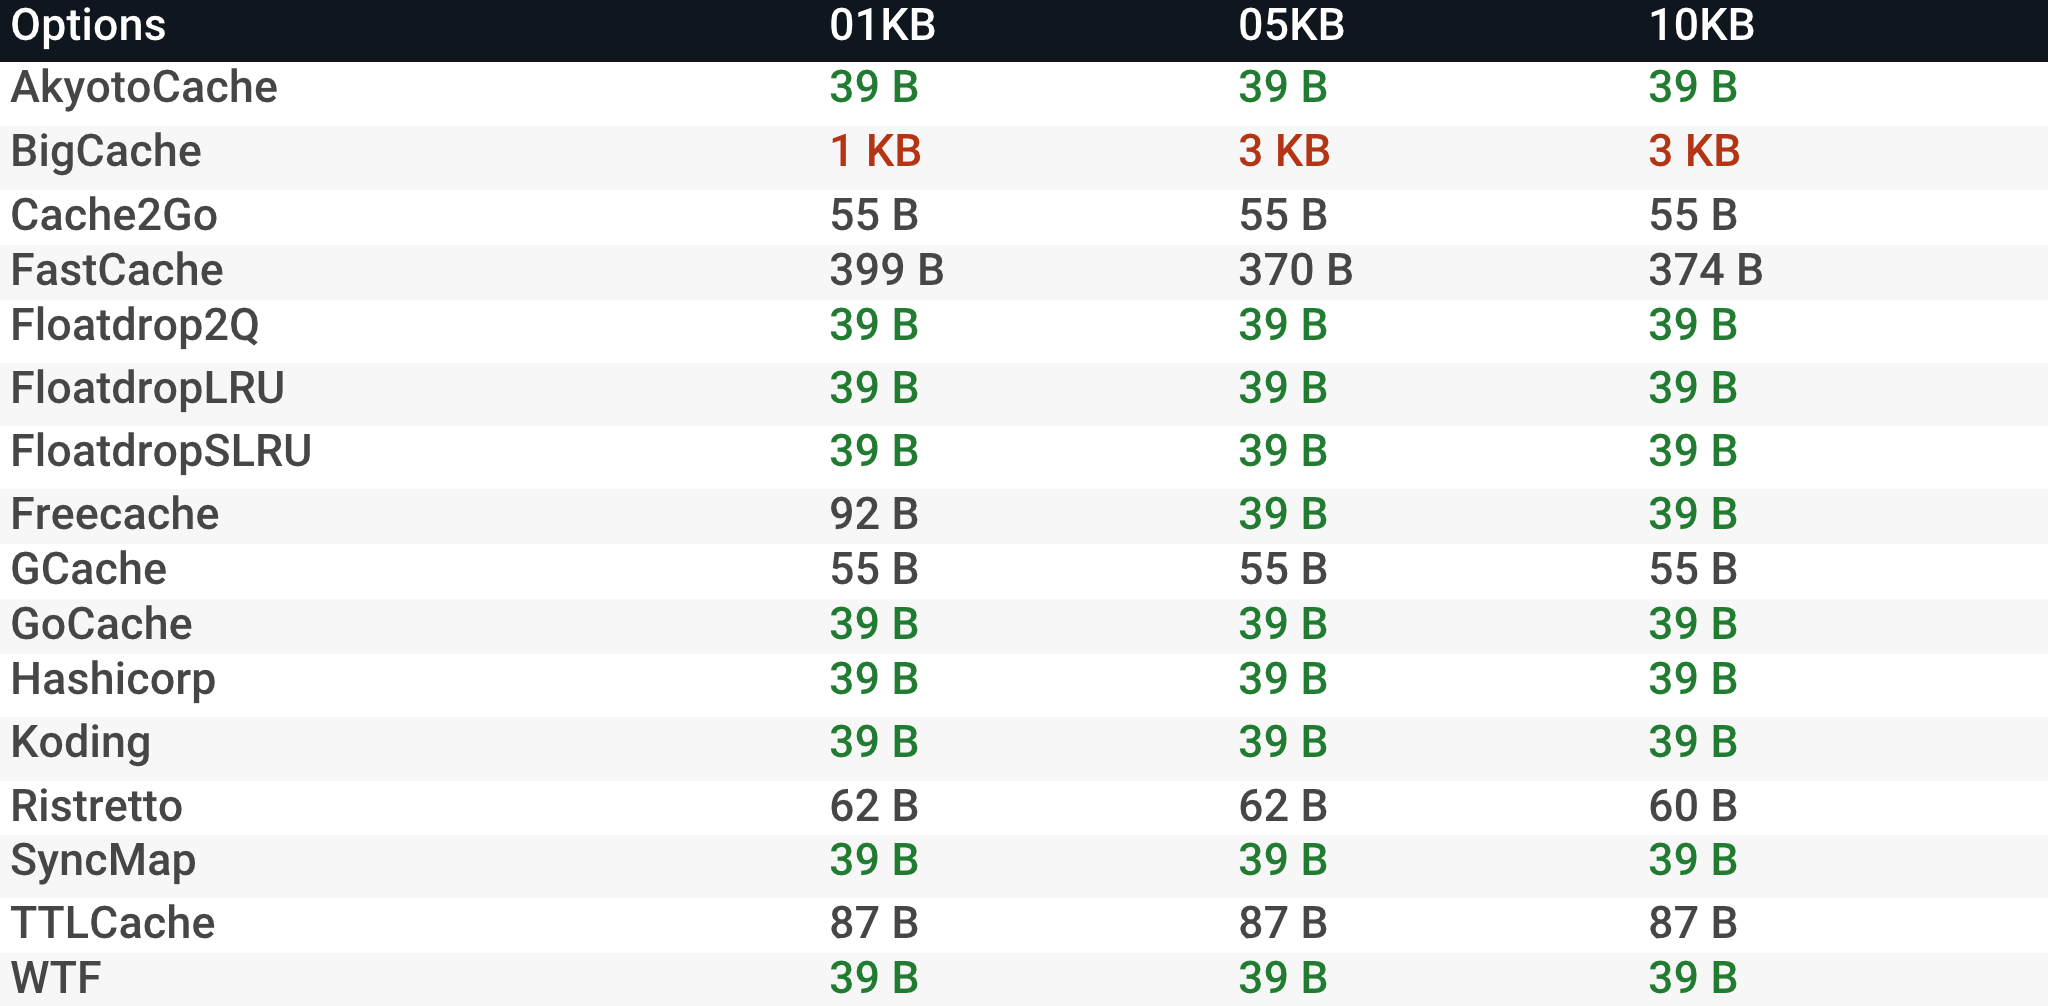 Options 01KB 05KB 10KB
AkyotoCache 39 B 39 B 39 B
BigCache 1 KB 3 KB 3 KB
Cache2Go 55 B 55 B 55 B
FastCache 399 B 370 B 374 B
Floatdrop2Q 39 B 39 B 39 B
FloatdropLRU 39 B 39 B 39 B
FloatdropSLRU 39 B 39 B 39 B
Freecache 92 B 39 B 39 B
GCache 55 B 55 B 55 B
GoCache 39 B 39 B 39 B
Hashicorp 39 B 39 B 39 B
Koding 39 B 39 B 39 B
Ristretto 62 B 62 B 60 B
SyncMap 39 B 39 B 39 B
TTLCache 87 B 87 B 87 B
WTF 39 B 39 B 39 B